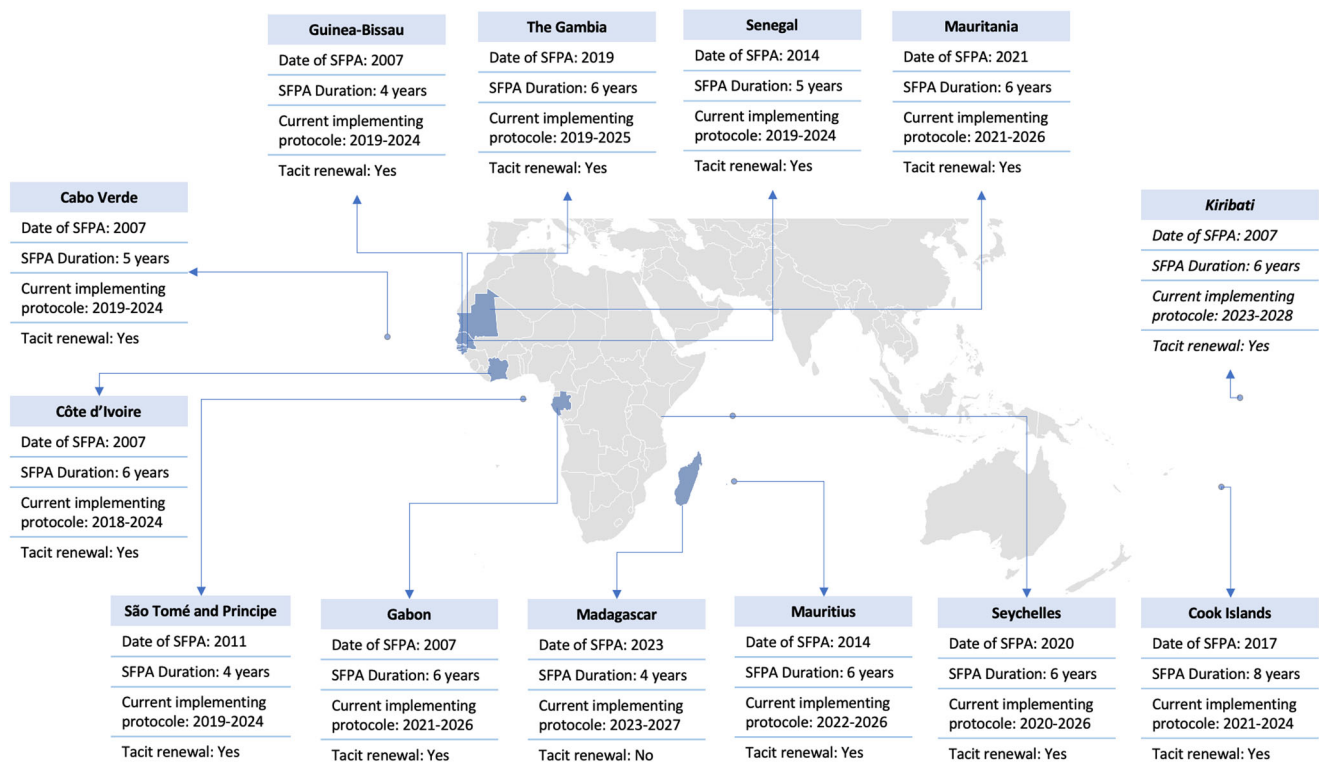 Guinea-Bissau
Date of SFPA: 2007
SFPA Duration: 4 years
Current implementing
protocole: 2019-2024
Tacit renewal: Yes
The Gambia
Date of SFPA: 2019
SFPA Duration: 6 years
Current implementing
protocole: 2019-2025
Tacit renewal: Yes
Senegal
Date of SFPA: 2014
SFPA Duration: 5 years
Current implementing
protocole: 2019-2024
Tacit renewal: Yes
Mauritania
Date of SFPA: 2021
SFPA Duration: 6 years
Current implementing
protocole: 2021-2026
Tacit renewal: Yes
Cabo Verde
Date of SFPA: 2007
SFPA Duration: 5 years
Current implementing
protocole: 2019-2024
Tacit renewal: Yes
Kiribati
Date of SFPA: 2007
SFPA Duration: 6 years
Current implementing
protocole: 2023-2028
Tacit renewal: Yes
Côte d’Ivoire
Date of SFPA: 2007
SFPA Duration: 6 years
Current implementing
protocole: 2018-2024
Tacit renewal: Yes
São Tomé and Principe
Date of SFPA: 2011
SFPA Duration: 4 years
Current implementing
protocole: 2019-2024
Tacit renewal: Yes
Gabon
Date of SFPA: 2007
SFPA Duration: 6 years
Current implementing
protocole: 2021-2026
Tacit renewal: Yes
Madagascar
Date of SFPA: 2023
SFPA Duration: 4 years
Current implementing
protocole: 2023-2027
Tacit renewal: No
Mauritius
Date of SFPA: 2014
SFPA Duration: 6 years
Current implementing
protocole: 2022-2026
Tacit renewal: Yes
Seychelles
Date of SFPA: 2020
SFPA Duration: 6 years
Current implementing
protocole: 2020-2026
Tacit renewal: Yes
Cook Islands
Date of SFPA: 2017
SFPA Duration: 8 years
Current implementing
protocole: 2021-2024
Tacit renewal: Yes